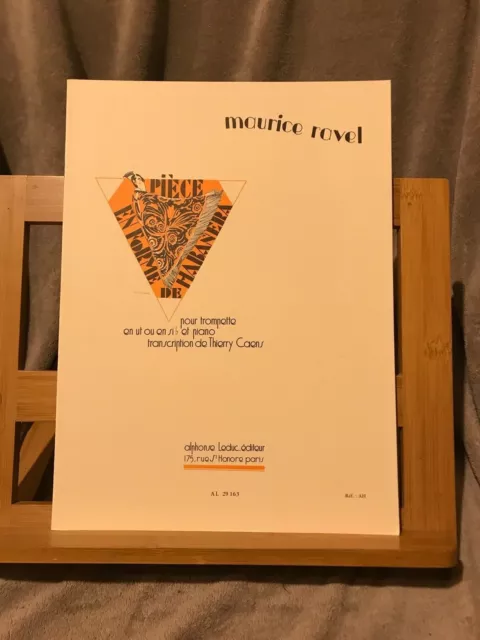 maurice ravel
PIÈCE
EN FORME
DE HABANERA
pour trompette
en ut ou en si♭ et piano
transcription de Thierry Caens
alphonse Leduc, éditeur
175, rue St Honoré paris
A L 29 163